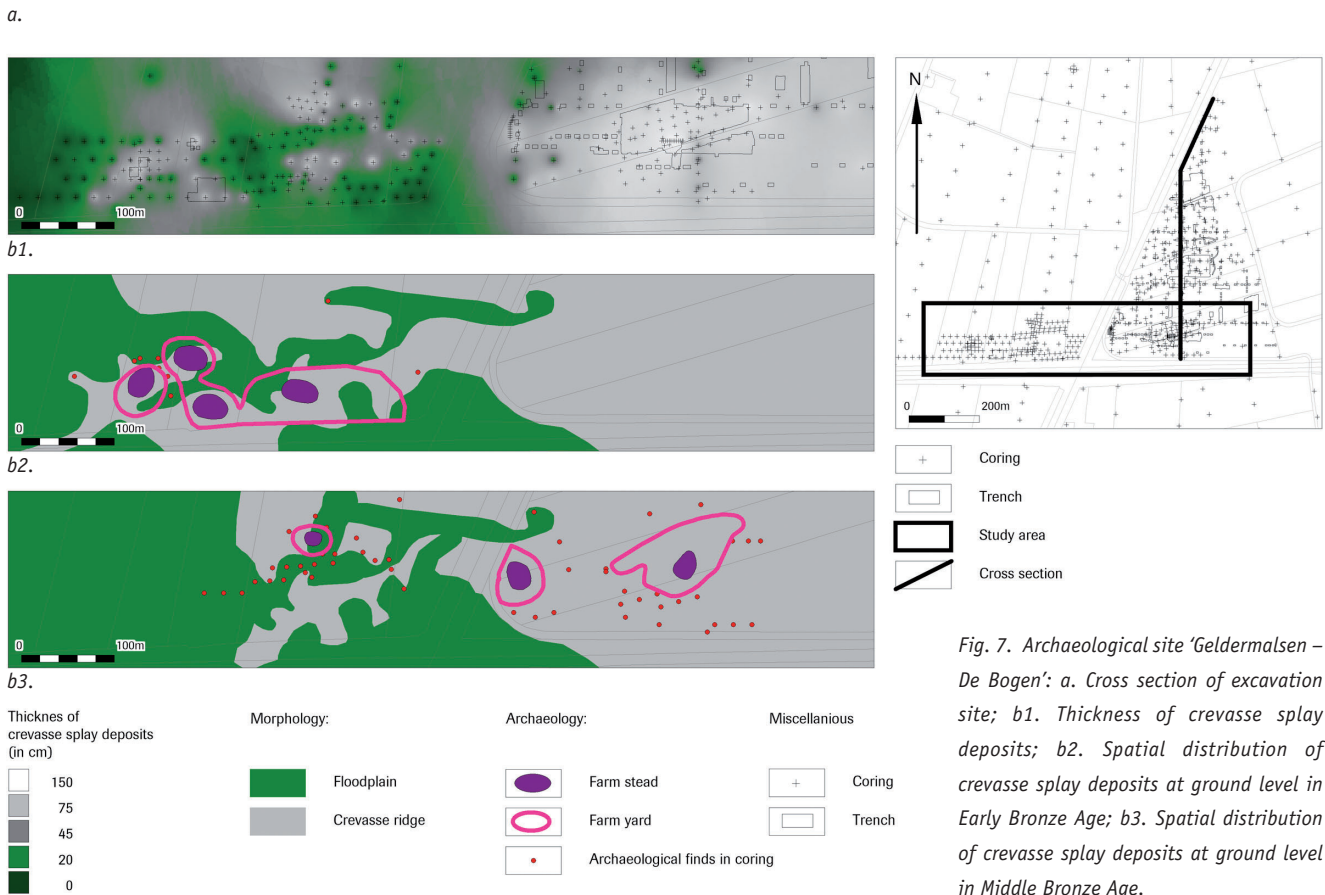 a.
0 100m
b1.
0 100m
b2.
0 100m
b3.
N
0 200m
Coring
Trench
Study area
Cross section
Thicknes of
crevasse splay deposits
(in cm)
150
75
45
20
0
Morphology:
Floodplain
Crevasse ridge
Archaeology:
Farm stead
Farm yard
Archaeological finds in coring
Miscellanious
Coring
Trench
Fig. 7. Archaeological site ‘Geldermalsen –
De Bogen’: a. Cross section of excavation
site; b1. Thickness of crevasse splay
deposits; b2. Spatial distribution of
crevasse splay deposits at ground level in
Early Bronze Age; b3. Spatial distribution
of crevasse splay deposits at ground level
in Middle Bronze Age.